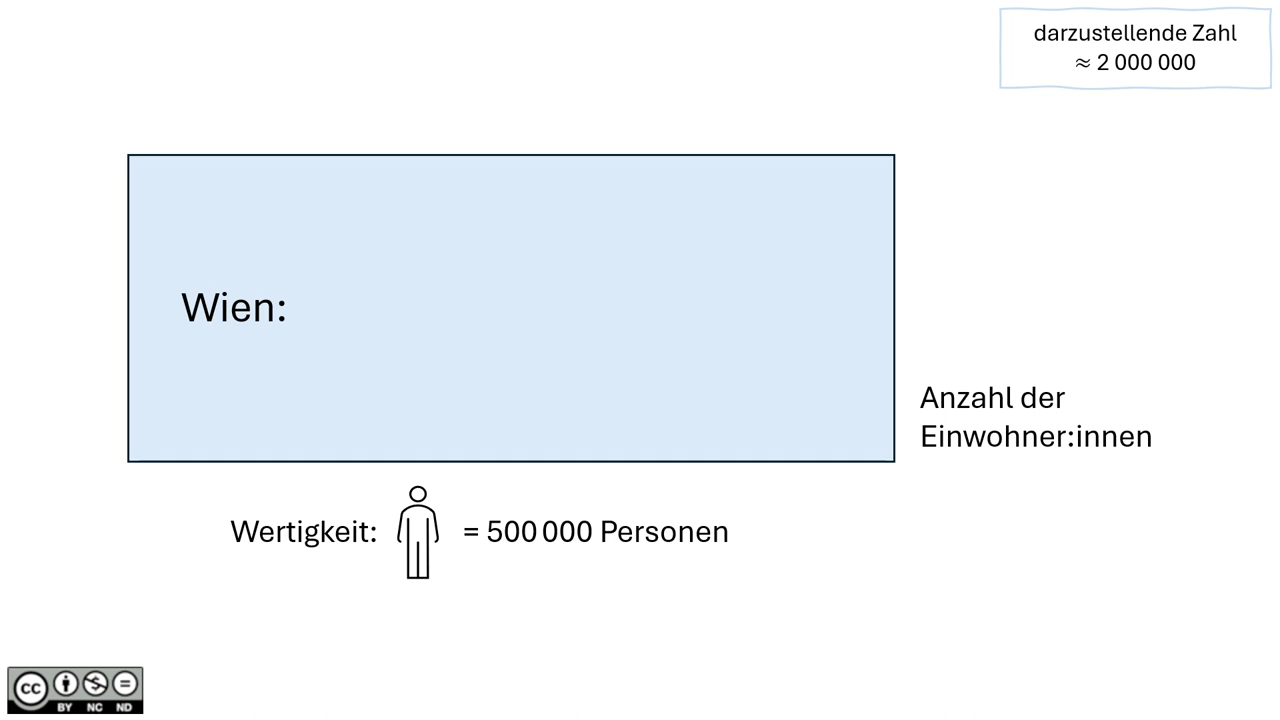 darzustellende Zahl
≈ 2 000 000
Wien:
Anzahl der
Einwohner:innen
Wertigkeit: = 500 000 Personen
cc
BY NC ND